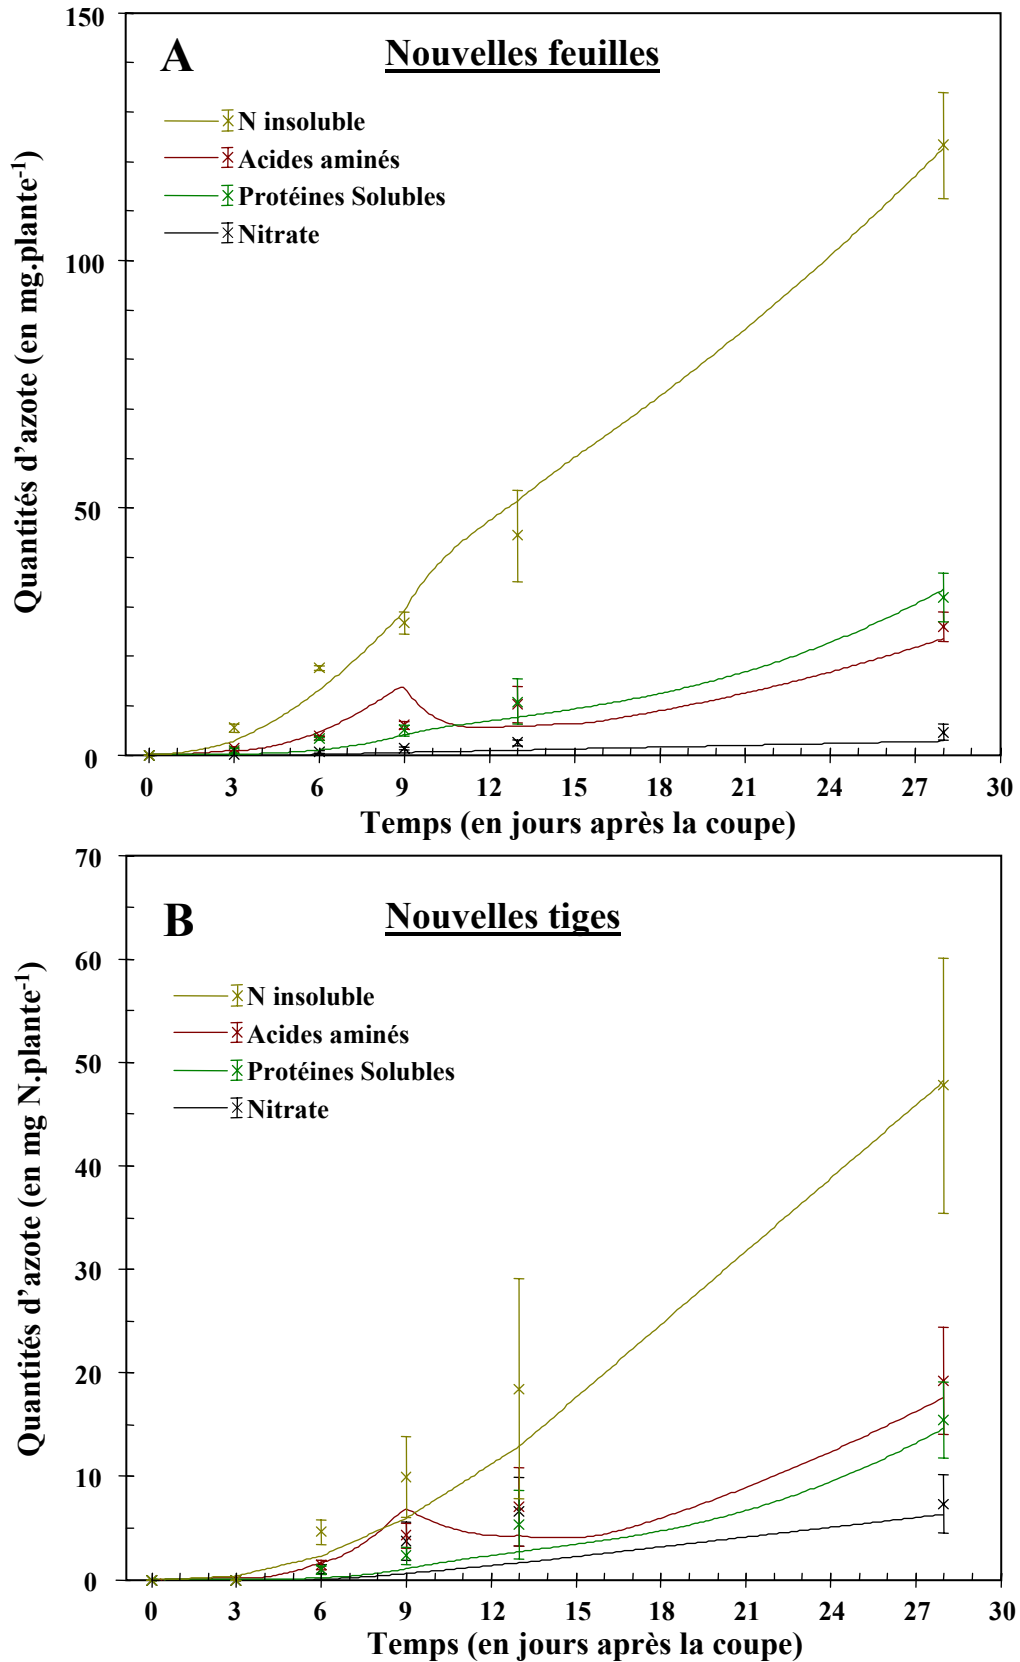 A
Nouvelles feuilles
N insoluble
Acides aminés
Protéines Solubles
Nitrate
Quantités d’azote (en mg.plante⁻¹)
150
100
50
0
0 3 6 9 12 15 18 21 24 27 30
Temps (en jours après la coupe)
B
Nouvelles tiges
N insoluble
Acides aminés
Protéines Solubles
Nitrate
Quantités d’azote (en mg N.plante⁻¹)
70
60
50
40
30
20
10
0
0 3 6 9 12 15 18 21 24 27 30
Temps (en jours après la coupe)